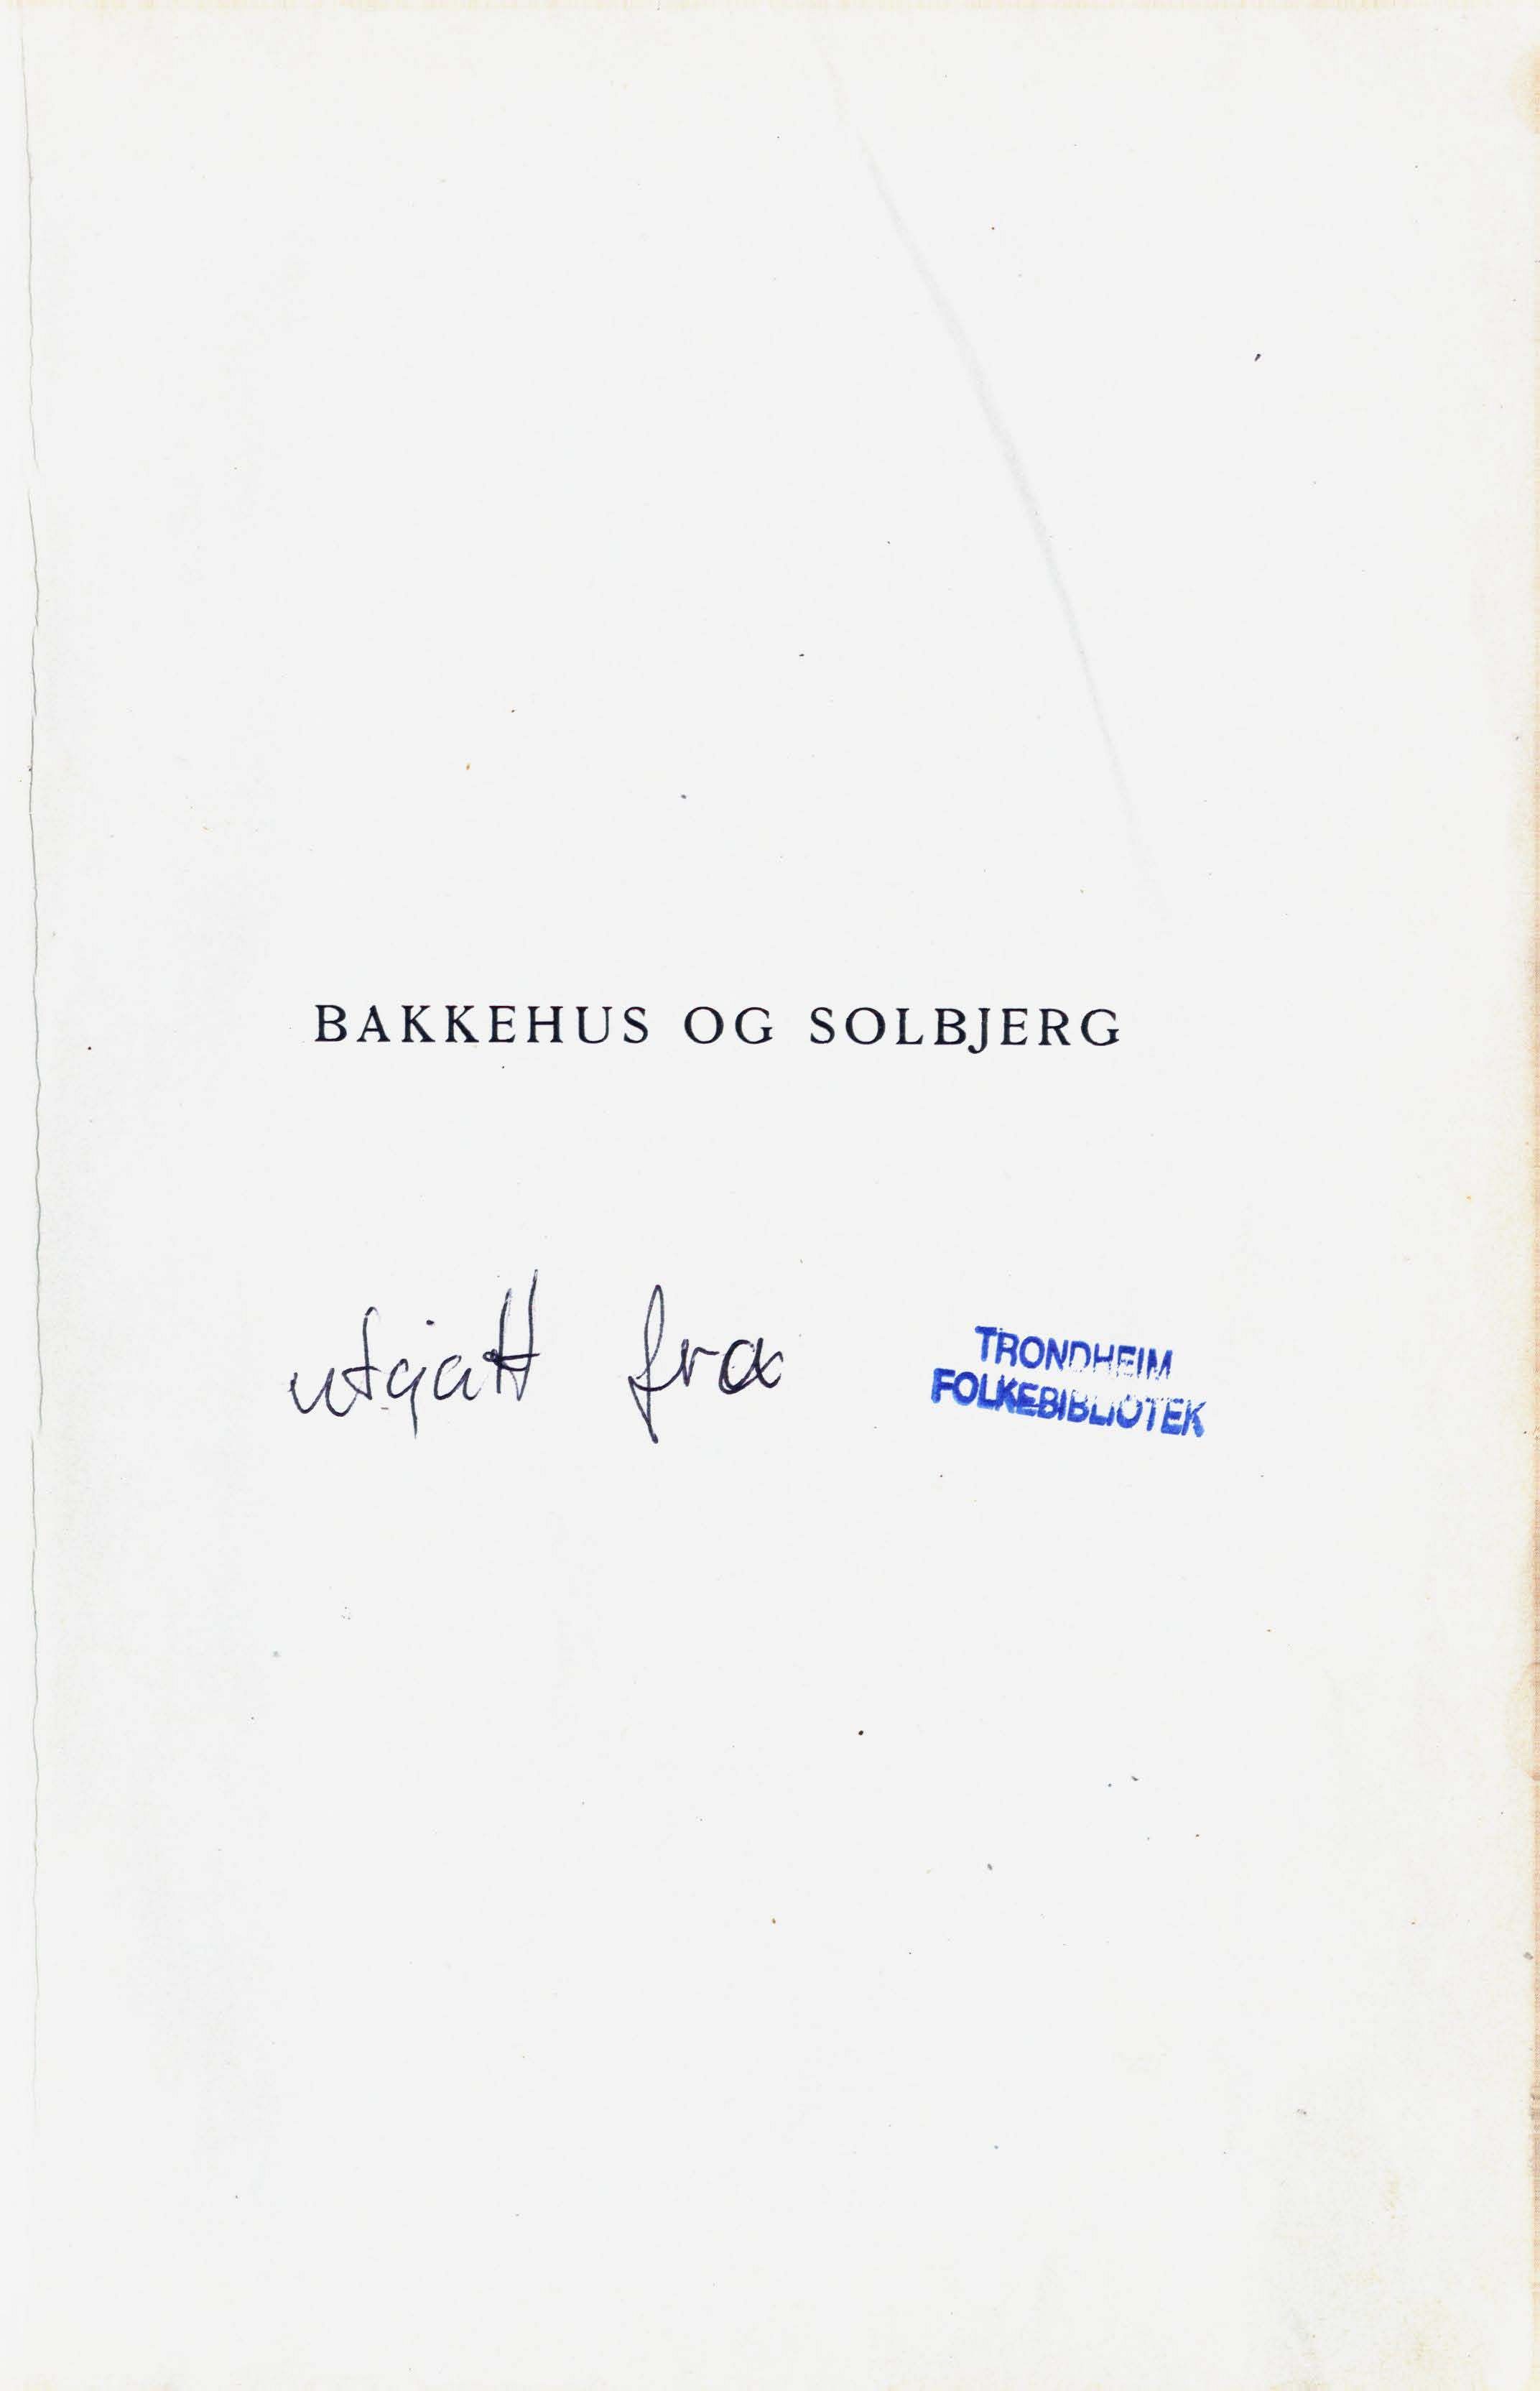 BAKKEHUS OG SOLBJERG
utgått fra
TRONDHEIM
FOLKEBIBLIOTEK